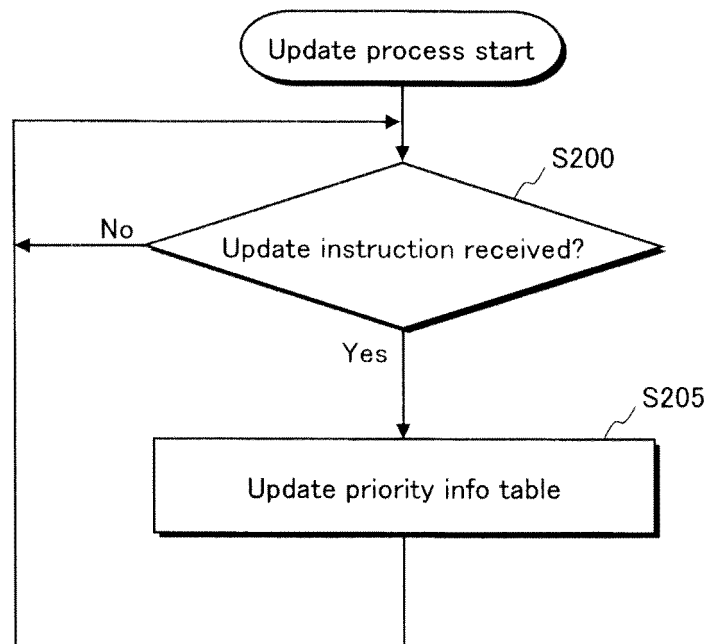 Update process start
S200
No
Update instruction received?
Yes
S205
Update priority info table